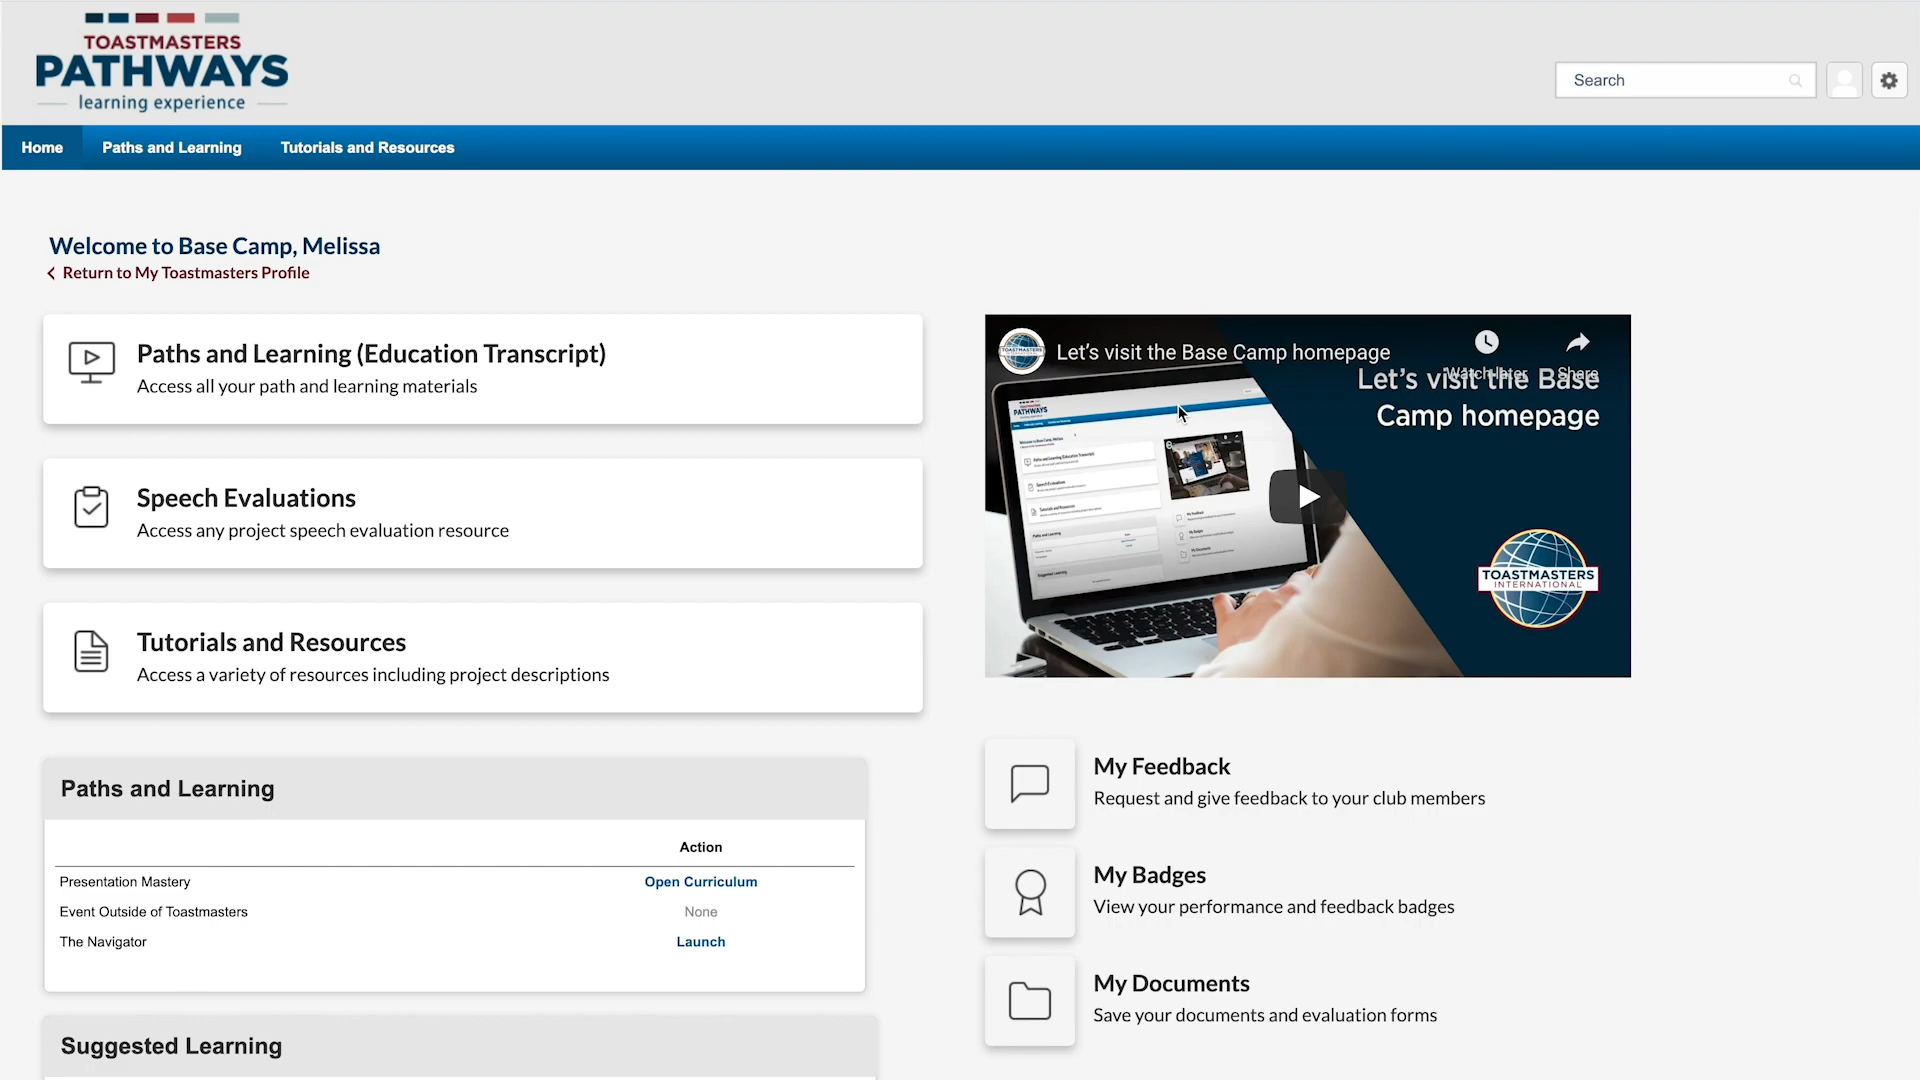 TOASTMASTERS
PATHWAYS
learning experience
Search
Home
Paths and Learning
Tutorials and Resources
Welcome to Base Camp, Melissa
Return to My Toastmasters Profile
Paths and Learning (Education Transcript)
Access all your path and learning materials
Speech Evaluations
Access any project speech evaluation resource
Tutorials and Resources
Access a variety of resources including project descriptions
Let's visit the Base Camp homepage
Watch later
Share
Let's visit the Base
Camp homepage
TOASTMASTERS
INTERNATIONAL
Paths and Learning
Action
Presentation Mastery
Open Curriculum
Event Outside of Toastmasters
None
The Navigator
Launch
Suggested Learning
My Feedback
Request and give feedback to your club members
My Badges
View your performance and feedback badges
My Documents
Save your documents and evaluation forms